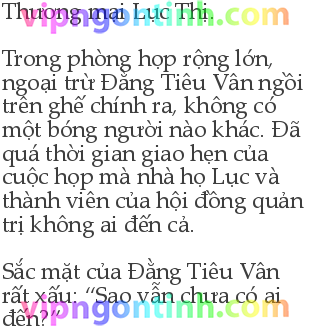 vipngontinh.com
Thương mại Lục Thị.
Trong phòng họp rộng lớn,
ngoại trừ Đằng Tiêu Vân ngồi
trên ghế chính ra, không có
một bóng người nào khác. Đã
quá thời gian giao hẹn của
cuộc họp mà nhà họ Lục và
thành viên của hội đồng quản
trị không ai đến cả.
Sắc mặt của Đằng Tiêu Vân
rất xấu: “Sao vẫn chưa có ai
đến?”
vipngontinh.com